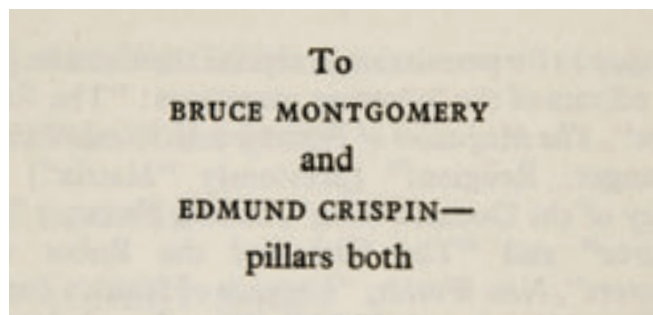 To
BRUCE MONTGOMERY
and
EDMUND CRISPIN—
pillars both